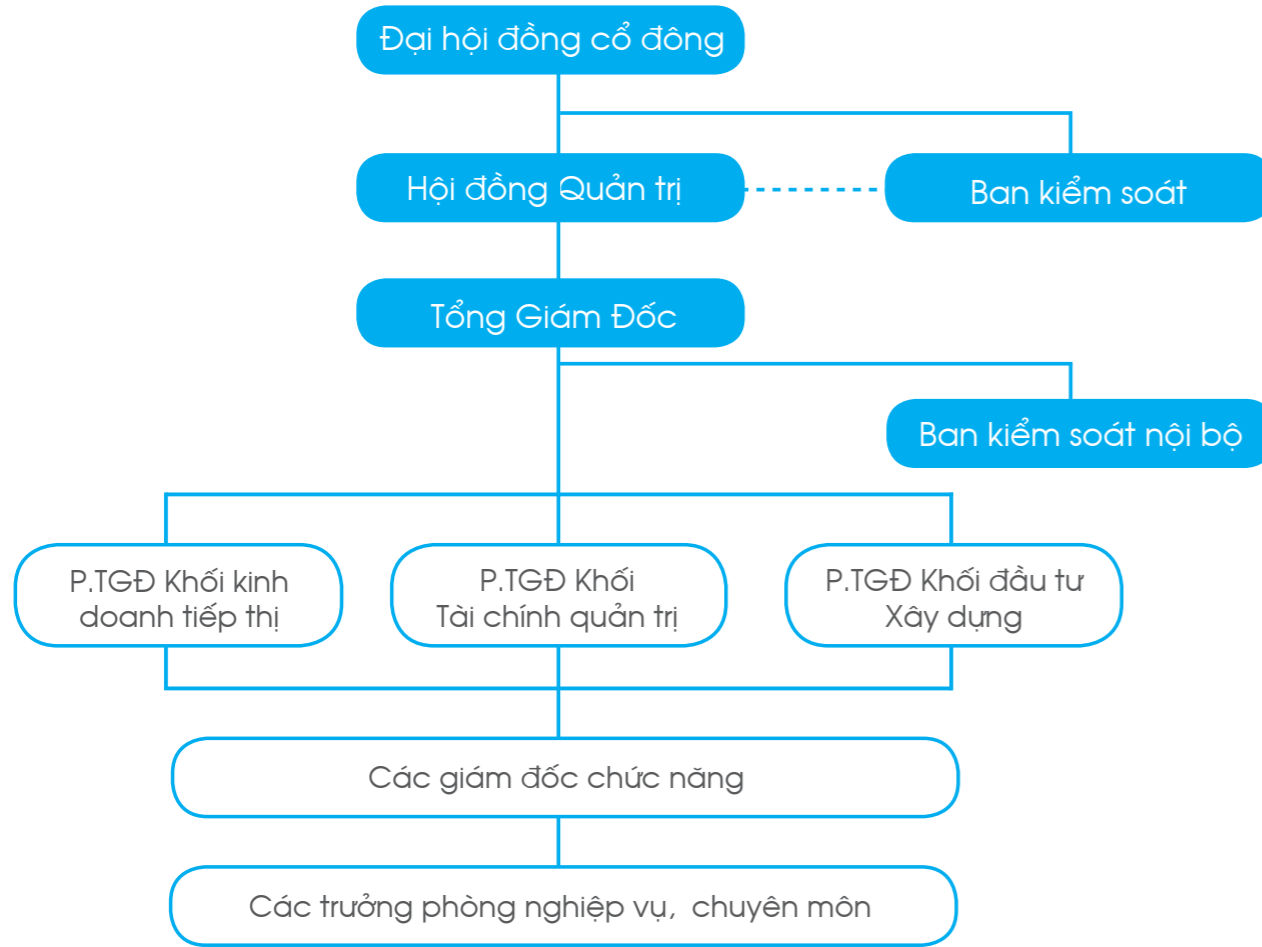 Đại hội đồng cổ đông
Hội đồng Quản trị
Ban kiểm soát
Tổng Giám Đốc
Ban kiểm soát nội bộ
P.TGĐ Khối kinh
doanh tiếp thị
P.TGĐ Khối
Tài chính quản trị
P.TGĐ Khối đầu tư
Xây dựng
Các giám đốc chức năng
Các trưởng phòng nghiệp vụ, chuyên môn